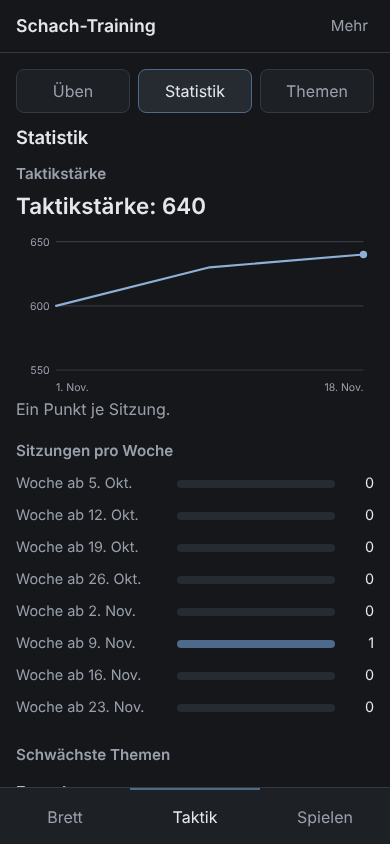 Schach-Training
Mehr
Üben
Statistik
Themen
Statistik
Taktikstärke
Taktikstärke: 640
650
600
550
1. Nov.
18. Nov.
Ein Punkt je Sitzung.
Sitzungen pro Woche
Woche ab 5. Okt.
0
Woche ab 12. Okt.
0
Woche ab 19. Okt.
0
Woche ab 26. Okt.
0
Woche ab 2. Nov.
0
Woche ab 9. Nov.
1
Woche ab 16. Nov.
0
Woche ab 23. Nov.
0
Schwächste Themen
Brett
Taktik
Spielen